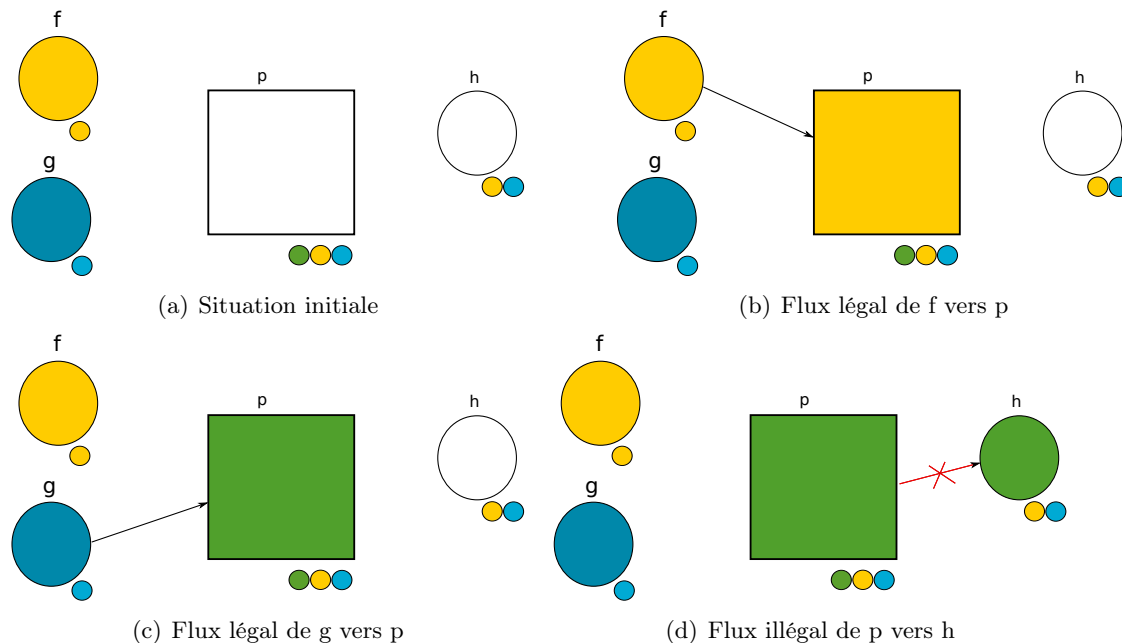 f
p
h
g
(a) Situation initiale
f
p
h
g
(b) Flux légal de f vers p
f
p
h
g
(c) Flux légal de g vers p
f
p
h
g
(d) Flux illégal de p vers h